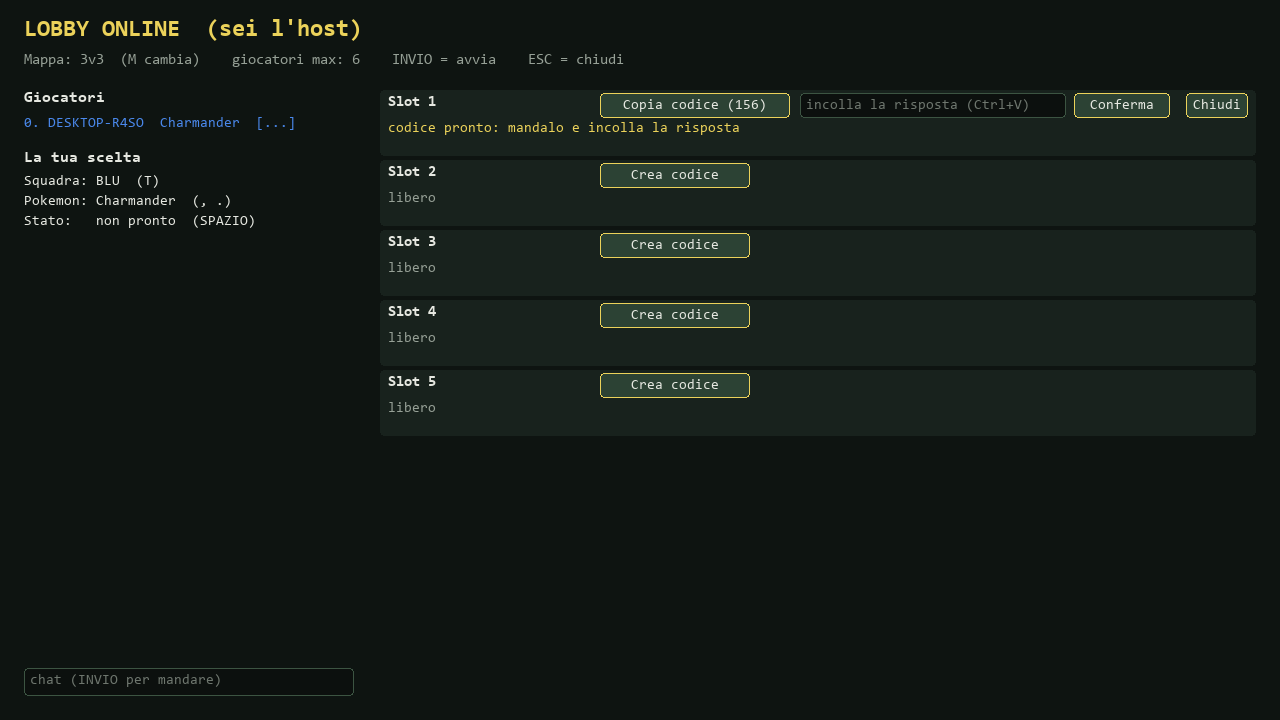 LOBBY ONLINE  (sei l'host)
Mappa: 3v3  (M cambia)    giocatori max: 6    INVIO = avvia    ESC = chiudi
Giocatori
0. DESKTOP-R4SO  Charmander  [...]
La tua scelta
Squadra: BLU  (T)
Pokemon: Charmander  (, .)
Stato:   non pronto  (SPAZIO)
Slot 1
Copia codice (156)
incolla la risposta (Ctrl+V)
Conferma
Chiudi
codice pronto: mandalo e incolla la risposta
Slot 2
Crea codice
libero
Slot 3
Crea codice
libero
Slot 4
Crea codice
libero
Slot 5
Crea codice
libero
chat (INVIO per mandare)